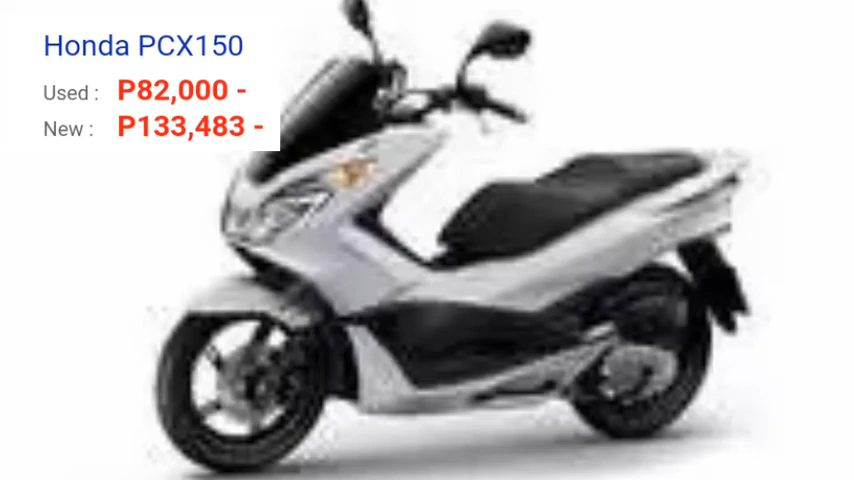 Honda PCX150
Used : P82,000 -
New : P133,483 -